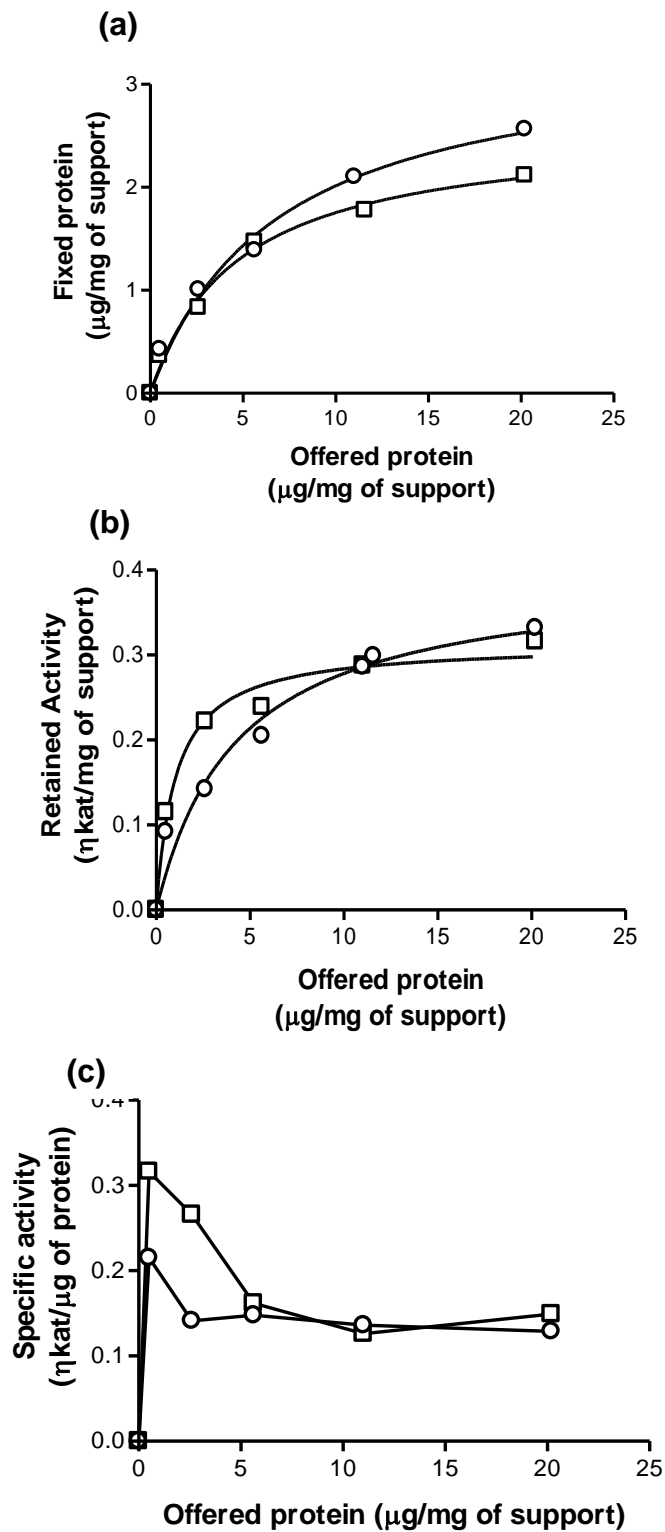 (a)
3
2
1
0
Fixed protein
(μg/mg of support)
0 5 10 15 20 25
Offered protein
(μg/mg of support)
(b)
0.4
0.3
0.2
0.1
0.0
Retained Activity
(ηkat/mg of support)
0 5 10 15 20 25
Offered protein
(μg/mg of support)
(c)
0.4
0.3
0.2
0.1
0.0
Specific activity
(ηkat/μg of protein)
0 5 10 15 20 25
Offered protein (μg/mg of support)